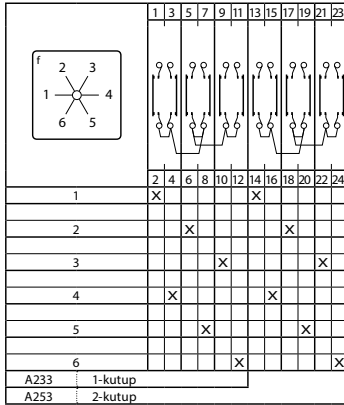 1 3 5 7 9 11 13 15 17 19 21 23
f
2 3
1 4
6 5
2 4 6 8 10 12 14 16 18 20 22 24
1 X X
2 X X
3 X X
4 X X
5 X X
6 X X
A233 1-kutup
A253 2-kutup